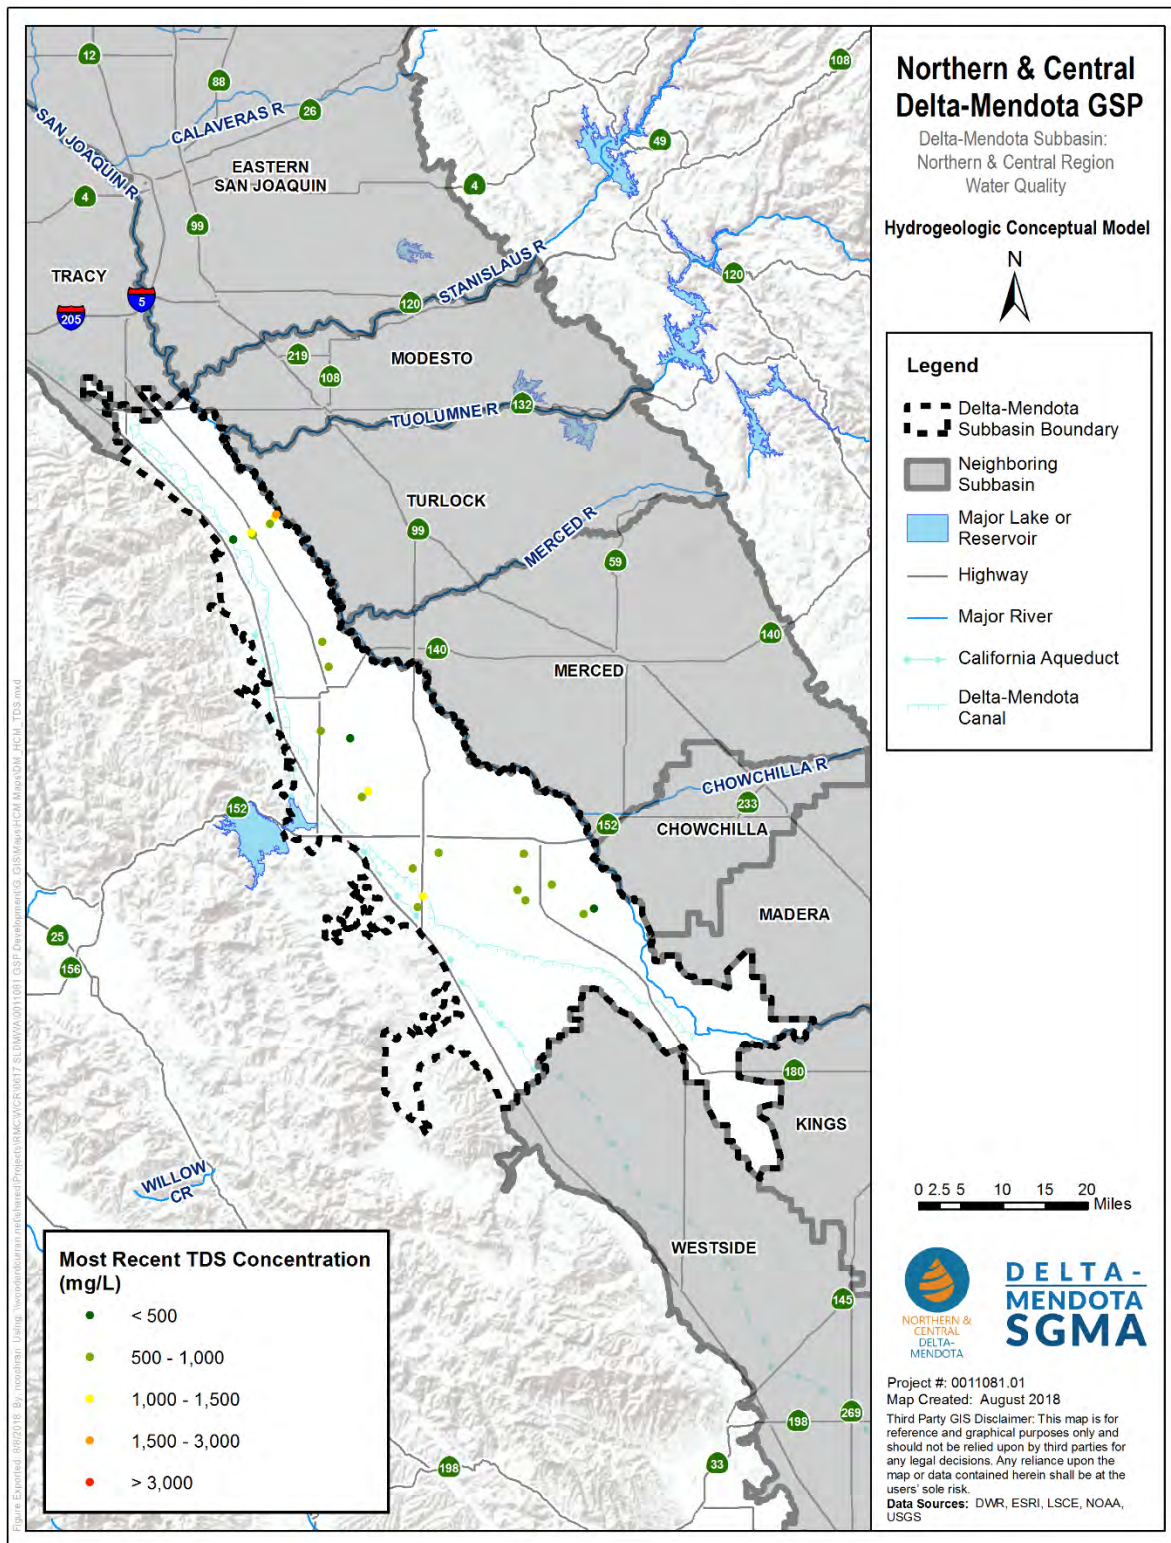 Northern & Central
Delta-Mendota GSP
Delta-Mendota Subbasin:
Northern & Central Region
Water Quality
Hydrogeologic Conceptual Model
N
Legend
Delta-Mendota
Subbasin Boundary
Neighboring
Subbasin
Major Lake or
Reservoir
Highway
Major River
California Aqueduct
Delta-Mendota
Canal
0 2.5 5 10 15 20
Miles
NORTHERN &
CENTRAL
DELTA-
MENDOTA
DELTA-
MENDOTA
SGMA
Project #: 0011081.01
Map Created: August 2018
Third Party GIS Disclaimer: This map is for
reference and graphical purposes only and
should not be relied upon by third parties for
any legal decisions. Any reliance upon the
map or data contained herein shall be at the
users' sole risk.
Data Sources: DWR, ESRI, LSCE, NOAA,
USGS
12
88
26
108
49
CALAVERAS R
SAN JOAQUIN R
EASTERN
SAN JOAQUIN
4
4
99
TRACY
5
205
STANISLAUS R
120
120
219
108
MODESTO
TUOLUMNE R
132
TURLOCK
99
MERCED R
59
140
140
MERCED
CHOWCHILLA R
233
152
152
CHOWCHILLA
MADERA
25
156
180
KINGS
WILLOW
CR
WESTSIDE
145
198
269
33
198
Most Recent TDS Concentration
(mg/L)
< 500
500 - 1,000
1,000 - 1,500
1,500 - 3,000
> 3,000